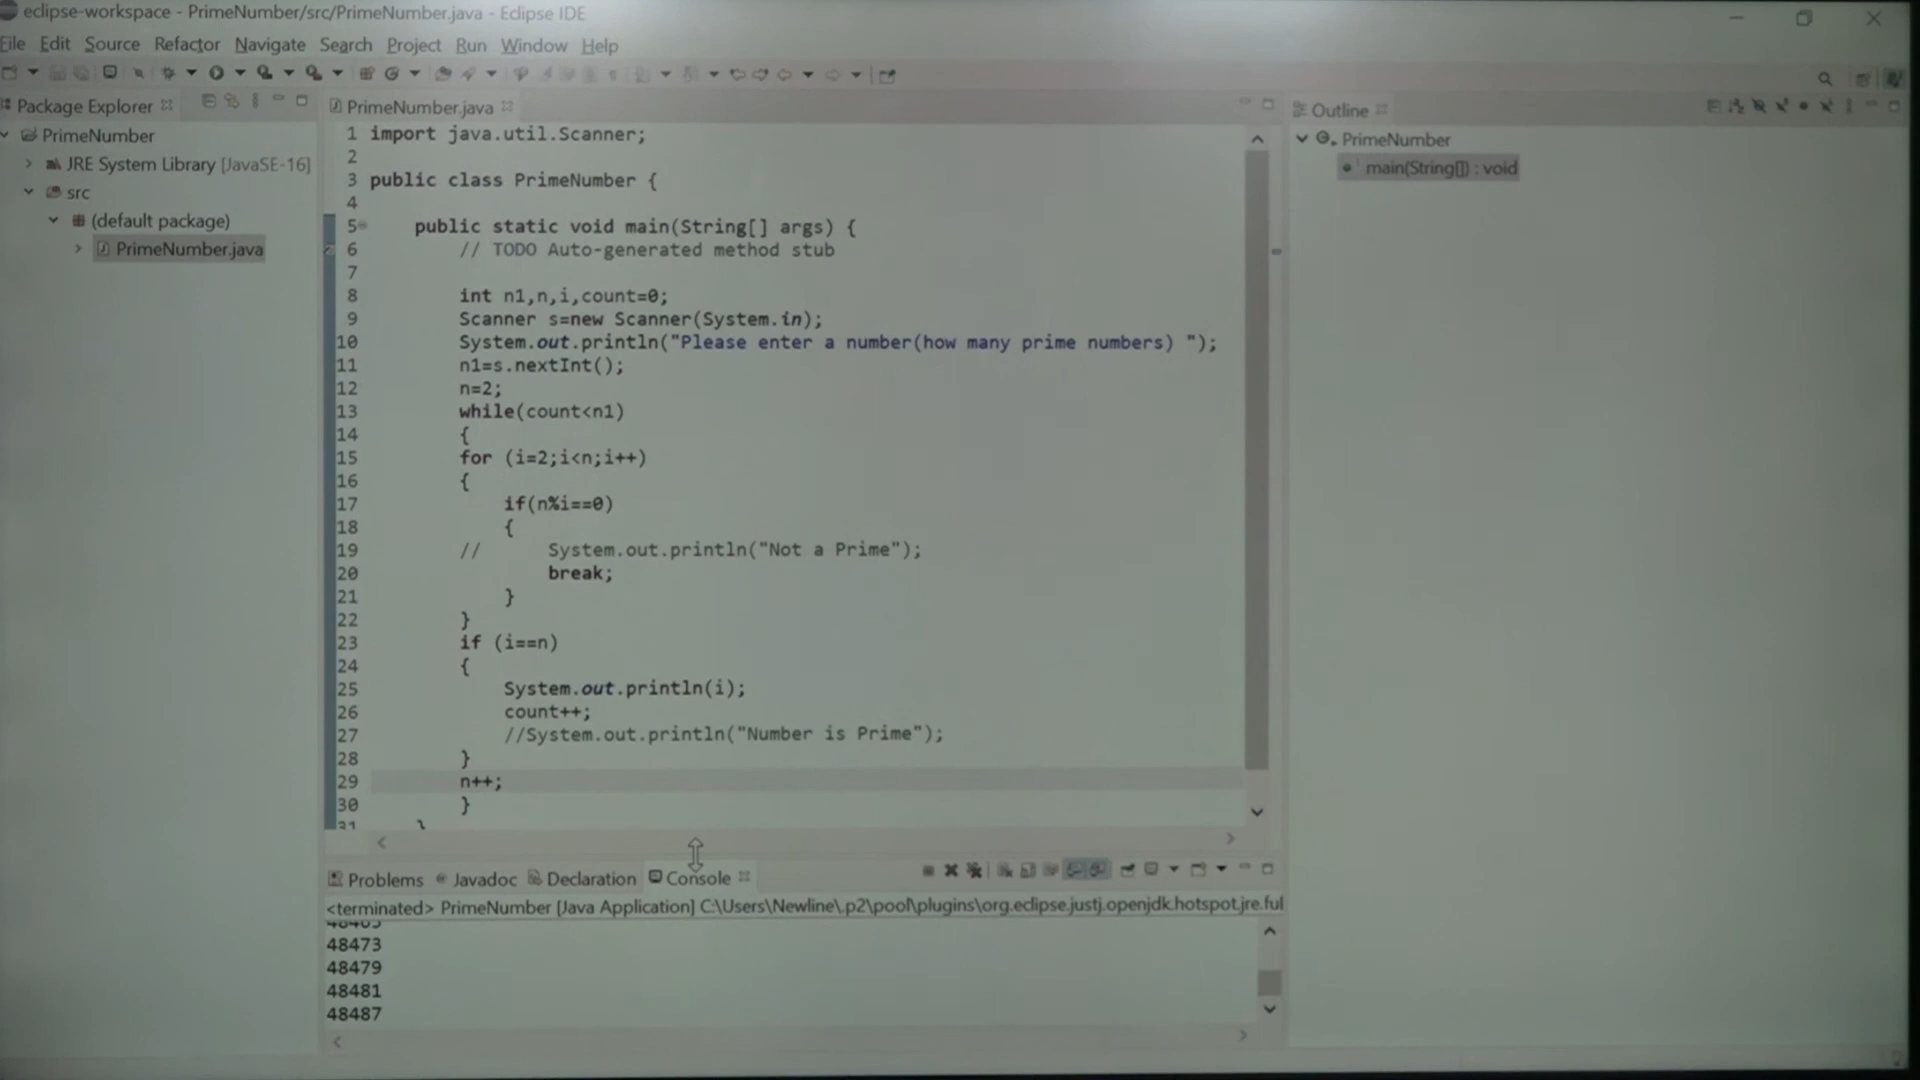 eclipse-workspace - PrimeNumber/src/PrimeNumber.java - Eclipse IDE
File Edit Source Refactor Navigate Search Project Run Window Help
Package Explorer
PrimeNumber
JRE System Library [JavaSE-16]
src
(default package)
PrimeNumber.java
PrimeNumber.java
1 import java.util.Scanner;
2
3 public class PrimeNumber {
4
5 public static void main(String[] args) {
6 // TODO Auto-generated method stub
7
8 int n1,n,i,count=0;
9 Scanner s=new Scanner(System.in);
10 System.out.println("Please enter a number(how many prime numbers) ");
11 n1=s.nextInt();
12 n=2;
13 while(count<n1)
14 {
15 for (i=2;i<n;i++)
16 {
17 if(n%i==0)
18 {
19 // System.out.println("Not a Prime");
20 break;
21 }
22 }
23 if (i==n)
24 {
25 System.out.println(i);
26 count++;
27 //System.out.println("Number is Prime");
28 }
29 n++;
30 }
31 }
Outline
PrimeNumber
main(String[]) : void
Problems Javadoc Declaration Console
<terminated> PrimeNumber [Java Application] C:\Users\Newline\.p2\pool\plugins\org.eclipse.justj.openjdk.hotspot.jre.ful
48473
48479
48481
48487